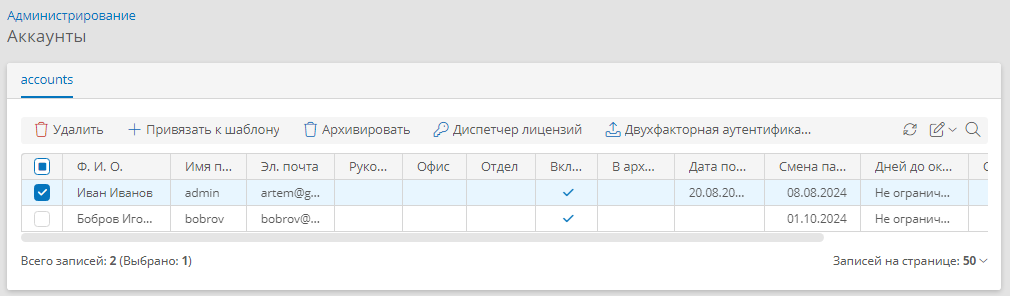 Администрирование
Аккаунты
accounts
Удалить Привязать к шаблону Архивировать Диспетчер лицензий Двухфакторная аутентифика...
Ф. И. О. Имя п... Эл. почта Руко... Офис Отдел Вкл... В арх... Дата по... Смена па... Дней до ок...
Иван Иванов admin artem@g... 20.08.20... 08.08.2024 Не огранич...
Бобров Иго... bobrov bobrov@... 01.10.2024 Не огранич...
Всего записей: 2 (Выбрано: 1) Записей на странице: 50